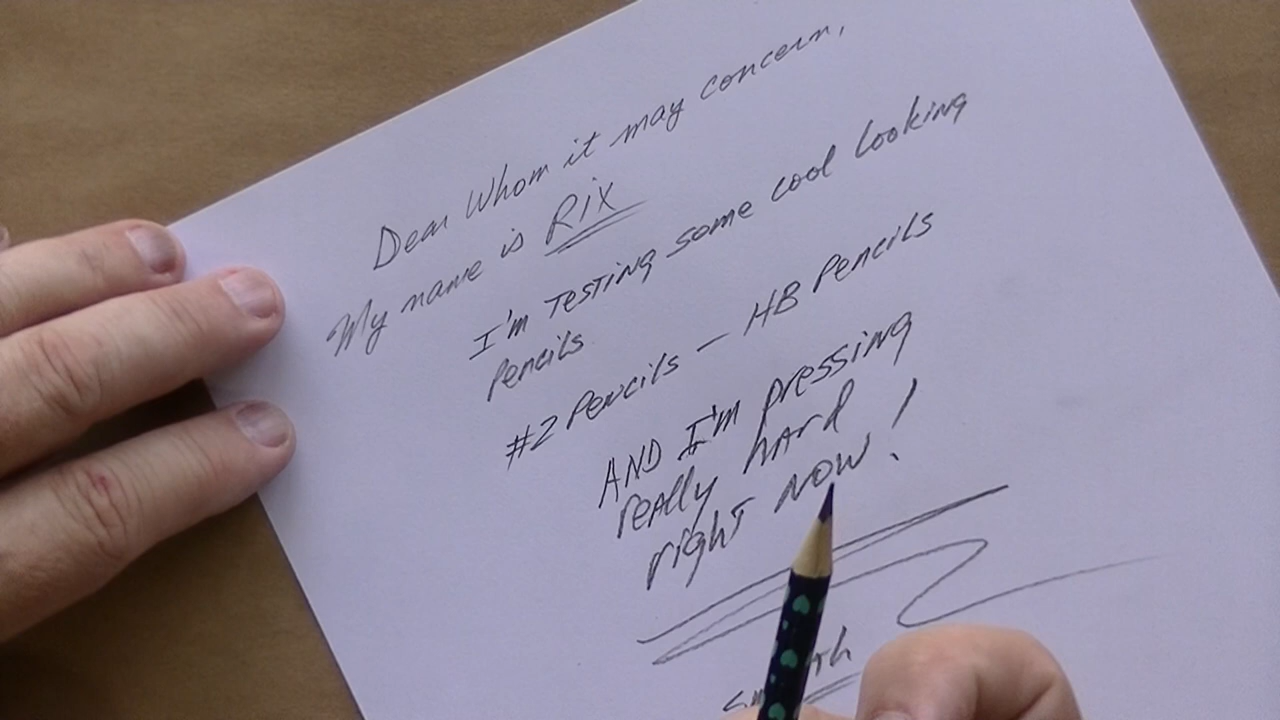 Dear Whom it may concern,
My name is Rix
I'm TESTING some cool looking
Pencils
#2 Pencils — HB Pencils
AND I'm pressing
really hard
right now!